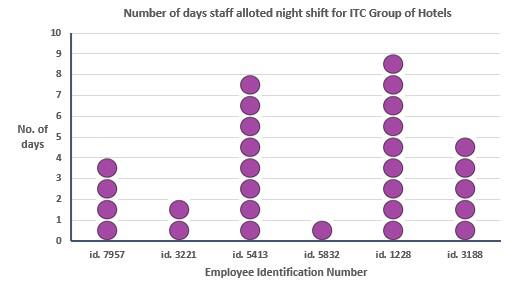 Number of days staff alloted night shift for ITC Group of Hotels
10
9
8
7
6
5
4
3
2
1
0
No. of
days
id. 7957 id. 3221 id. 5413 id. 5832 id. 1228 id. 3188
Employee Identification Number